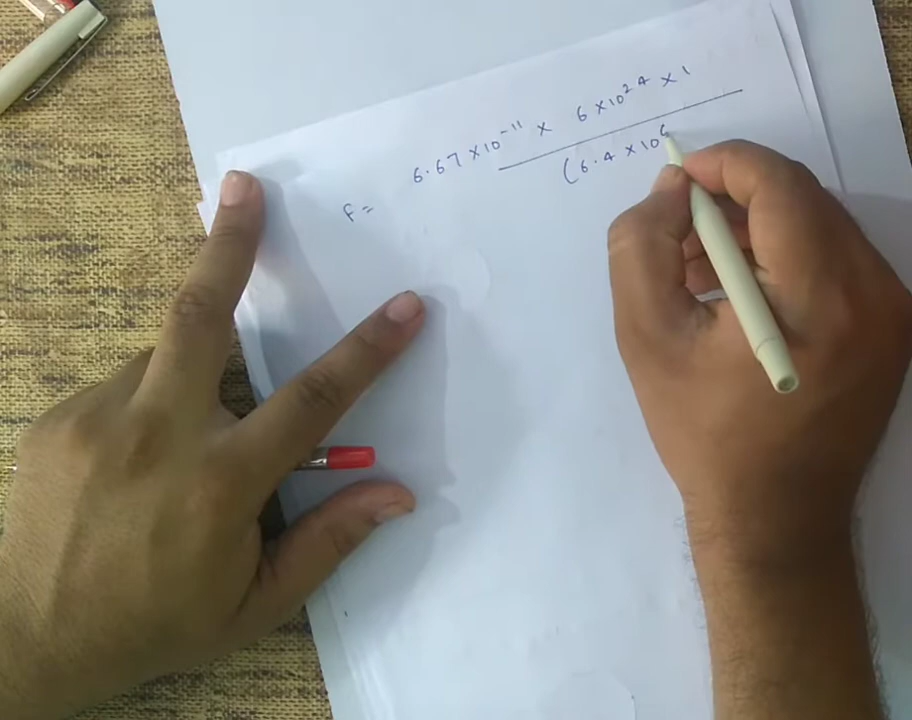 F = 6.67 × 10⁻¹¹ × 6 × 10²⁴ × 1
(6.4 × 10⁶